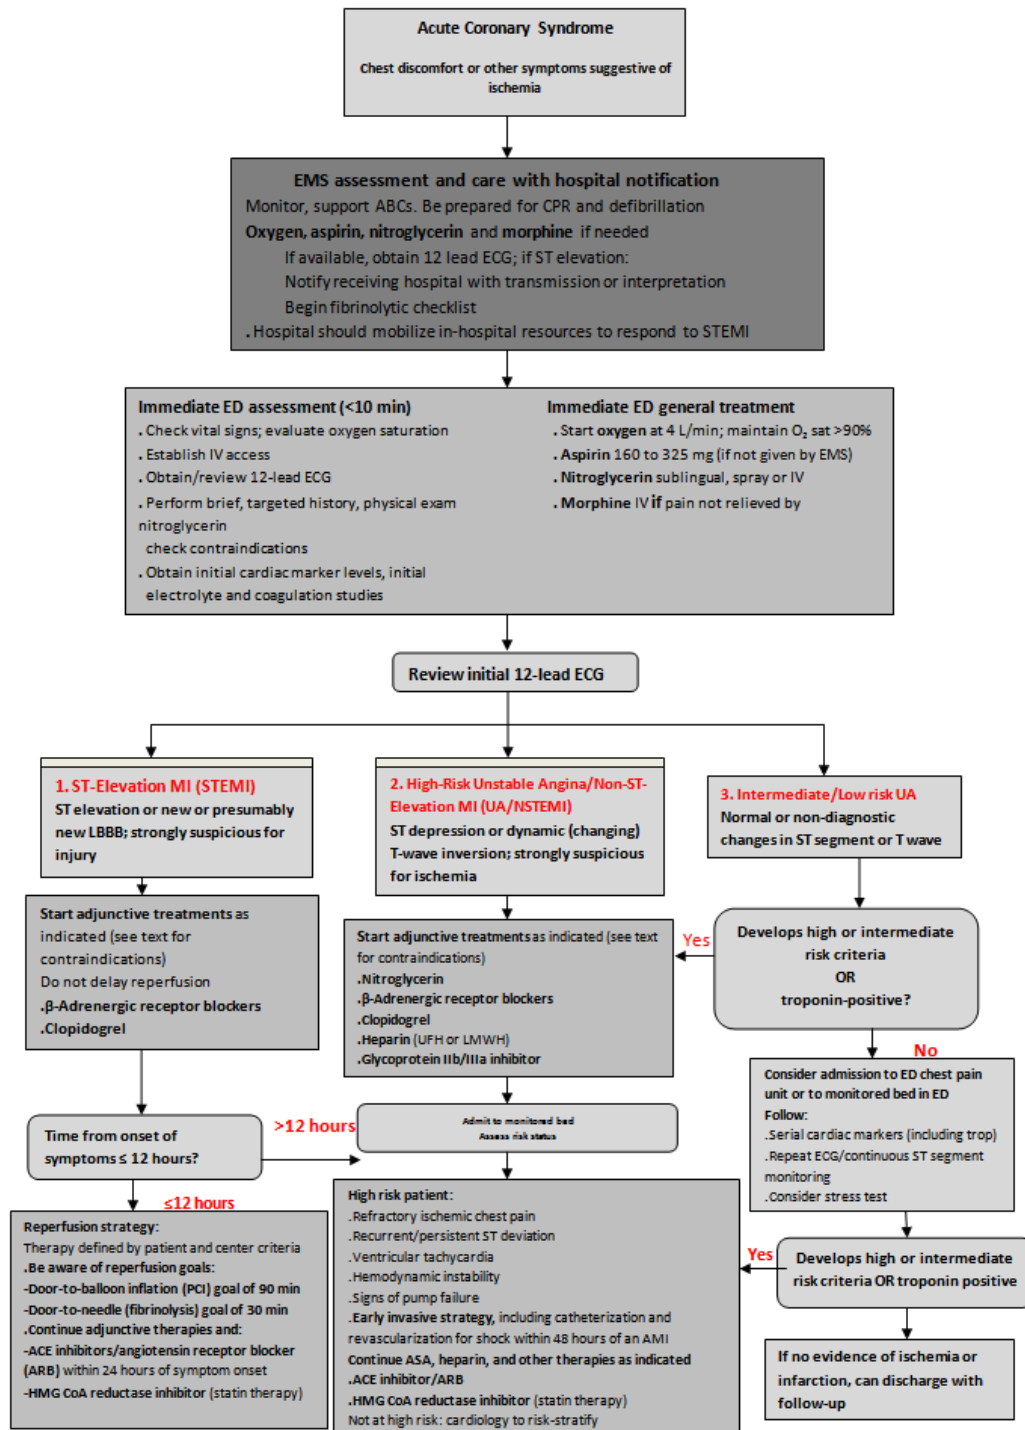 Acute Coronary Syndrome
Chest discomfort or other symptoms suggestive of
ischemia
EMS assessment and care with hospital notification
Monitor, support ABCs. Be prepared for CPR and defibrillation
Oxygen, aspirin, nitroglycerin and morphine if needed
If available, obtain 12 lead ECG; if ST elevation:
Notify receiving hospital with transmission or interpretation
Begin fibrinolytic checklist
. Hospital should mobilize in-hospital resources to respond to STEMI
Immediate ED assessment (<10 min)
. Check vital signs; evaluate oxygen saturation
. Establish IV access
. Obtain/review 12-lead ECG
. Perform brief, targeted history, physical exam
nitroglycerin
check contraindications
. Obtain initial cardiac marker levels, initial
electrolyte and coagulation studies
Immediate ED general treatment
. Start oxygen at 4 L/min; maintain O₂ sat >90%
. Aspirin 160 to 325 mg (if not given by EMS)
. Nitroglycerin sublingual, spray or IV
. Morphine IV if pain not relieved by
Review initial 12-lead ECG
1. ST-Elevation MI (STEMI)
ST elevation or new or presumably
new LBBB; strongly suspicious for
injury
2. High-Risk Unstable Angina/Non-ST-
Elevation MI (UA/NSTEMI)
ST depression or dynamic (changing)
T-wave inversion; strongly suspicious
for ischemia
3. Intermediate/Low risk UA
Normal or non-diagnostic
changes in ST segment or T wave
Start adjunctive treatments as
indicated (see text for
contraindications)
Do not delay reperfusion
.β-Adrenergic receptor blockers
.Clopidogrel
Start adjunctive treatments as indicated (see text
for contraindications)
.Nitroglycerin
.β-Adrenergic receptor blockers
.Clopidogrel
.Heparin (UFH or LMWH)
.Glycoprotein IIb/IIIa inhibitor
Yes
Develops high or intermediate
risk criteria
OR
troponin-positive?
No
Consider admission to ED chest pain
unit or to monitored bed in ED
Follow:
.Serial cardiac markers (including trop)
.Repeat ECG/continuous ST segment
monitoring
.Consider stress test
Time from onset of
symptoms ≤ 12 hours?
>12 hours
Admit to monitored bed
Assess risk status
≤12 hours
Reperfusion strategy:
Therapy defined by patient and center criteria
.Be aware of reperfusion goals:
-Door-to-balloon inflation (PCI) goal of 90 min
-Door-to-needle (fibrinolysis) goal of 30 min
.Continue adjunctive therapies and:
-ACE inhibitors/angiotensin receptor blocker
(ARB) within 24 hours of symptom onset
-HMG CoA reductase inhibitor (statin therapy)
High risk patient:
.Refractory ischemic chest pain
.Recurrent/persistent ST deviation
.Ventricular tachycardia
.Hemodynamic instability
.Signs of pump failure
.Early invasive strategy, including catheterization and
revascularization for shock within 48 hours of an AMI
Continue ASA, heparin, and other therapies as indicated
.ACE inhibitor/ARB
.HMG CoA reductase inhibitor (statin therapy)
Not at high risk: cardiology to risk-stratify
Yes
Develops high or intermediate
risk criteria OR troponin positive
If no evidence of ischemia or
infarction, can discharge with
follow-up